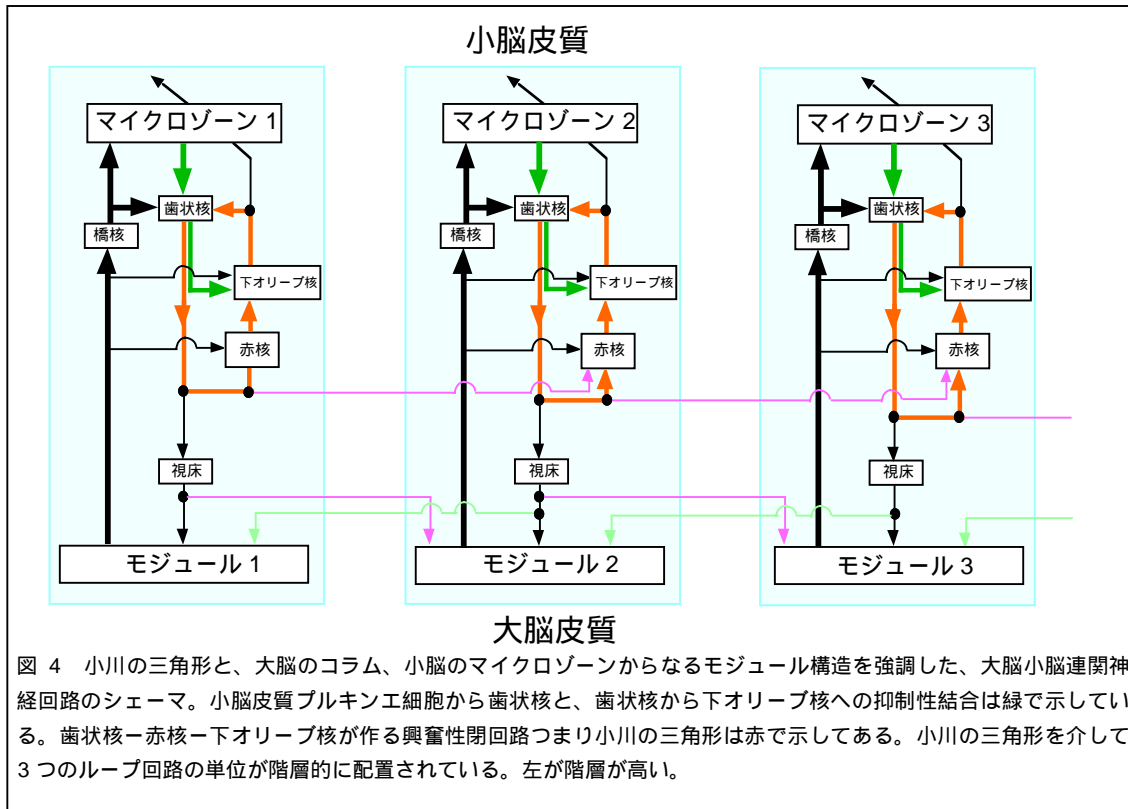 小脳皮質
マイクロゾーン 1
マイクロゾーン 2
マイクロゾーン 3
歯状核
歯状核
歯状核
橋核
橋核
橋核
下オリーブ核
下オリーブ核
下オリーブ核
赤核
赤核
赤核
視床
視床
視床
モジュール 1
モジュール 2
モジュール 3
大脳皮質
図 4 小川の三角形と、大脳のコラム、小脳のマイクロゾーンからなるモジュール構造を強調した、大脳小脳連関神
経回路のシェーマ。小脳皮質プルキンエ細胞から歯状核と、歯状核から下オリーブ核への抑制性結合は緑で示してい
る。歯状核ー赤核ー下オリーブ核が作る興奮性閉回路つまり小川の三角形は赤で示してある。小川の三角形を介して
3 つのループ回路の単位が階層的に配置されている。左が階層が高い。